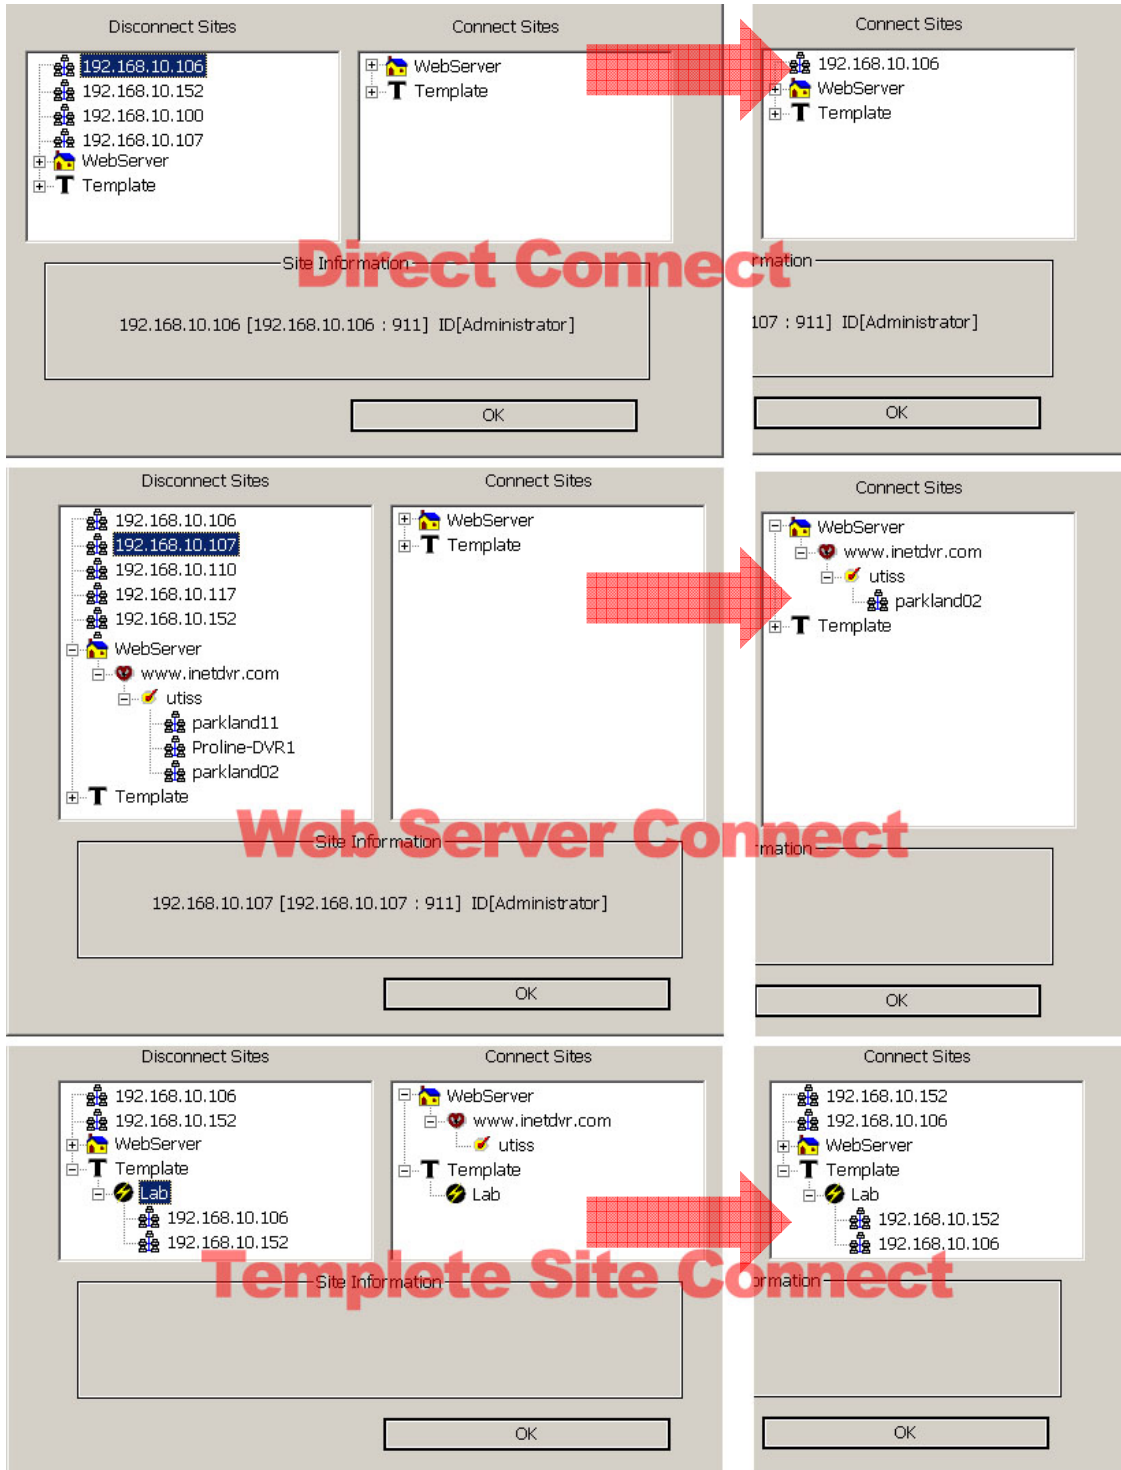 Disconnect Sites
Connect Sites
Connect Sites
192.168.10.106
192.168.10.152
192.168.10.100
192.168.10.107
WebServer
T Template
WebServer
T Template
192.168.10.106
WebServer
T Template
Direct Connect
Site Information
rmation
192.168.10.106 [192.168.10.106 : 911] ID[Administrator]
107 : 911] ID[Administrator]
OK
OK
Disconnect Sites
Connect Sites
Connect Sites
192.168.10.106
192.168.10.107
192.168.10.110
192.168.10.117
192.168.10.152
WebServer
www.inetdvr.com
utiss
parkland11
Proline-DVR1
parkland02
T Template
WebServer
T Template
WebServer
www.inetdvr.com
utiss
parkland02
T Template
Web Server Connect
Site Information
rmation
192.168.10.107 [192.168.10.107 : 911] ID[Administrator]
OK
OK
Disconnect Sites
Connect Sites
Connect Sites
192.168.10.106
192.168.10.152
WebServer
T Template
Lab
192.168.10.106
192.168.10.152
WebServer
www.inetdvr.com
utiss
T Template
Lab
192.168.10.152
192.168.10.106
WebServer
T Template
Lab
192.168.10.152
192.168.10.106
Templete Site Connect
Site Information
ormation
OK
OK